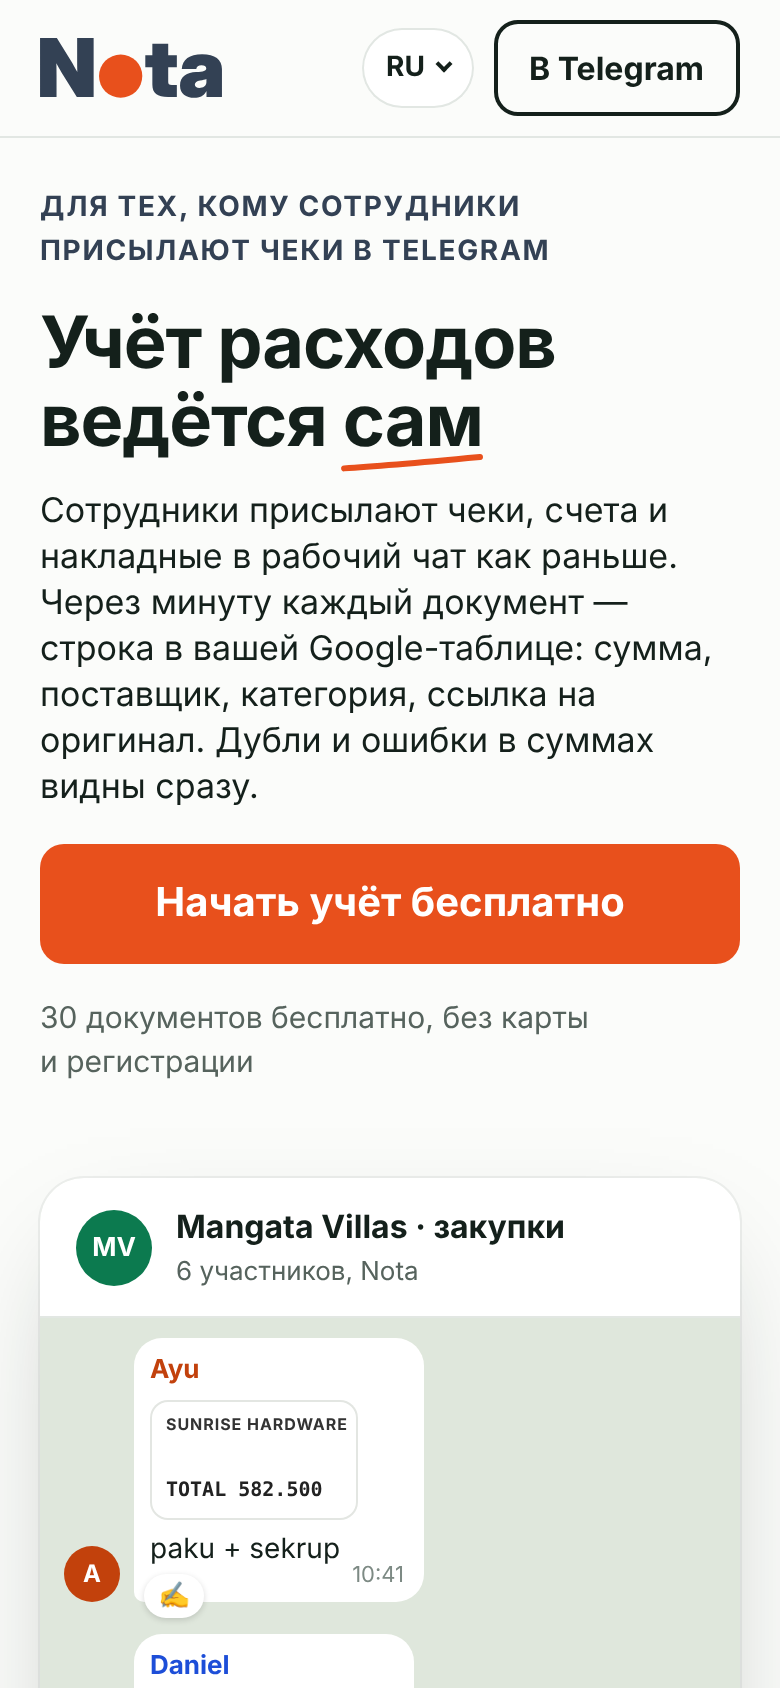 Nota
RU
В Telegram
ДЛЯ ТЕХ, КОМУ СОТРУДНИКИ
ПРИСЫЛАЮТ ЧЕКИ В TELEGRAM
Учёт расходов
ведётся сам
Сотрудники присылают чеки, счета и
накладные в рабочий чат как раньше.
Через минуту каждый документ —
строка в вашей Google-таблице: сумма,
поставщик, категория, ссылка на
оригинал. Дубли и ошибки в суммах
видны сразу.
Начать учёт бесплатно
30 документов бесплатно, без карты
и регистрации
MV
Mangata Villas · закупки
6 участников, Nota
Ayu
SUNRISE HARDWARE
TOTAL 582.500
paku + sekrup
10:41
A
Daniel